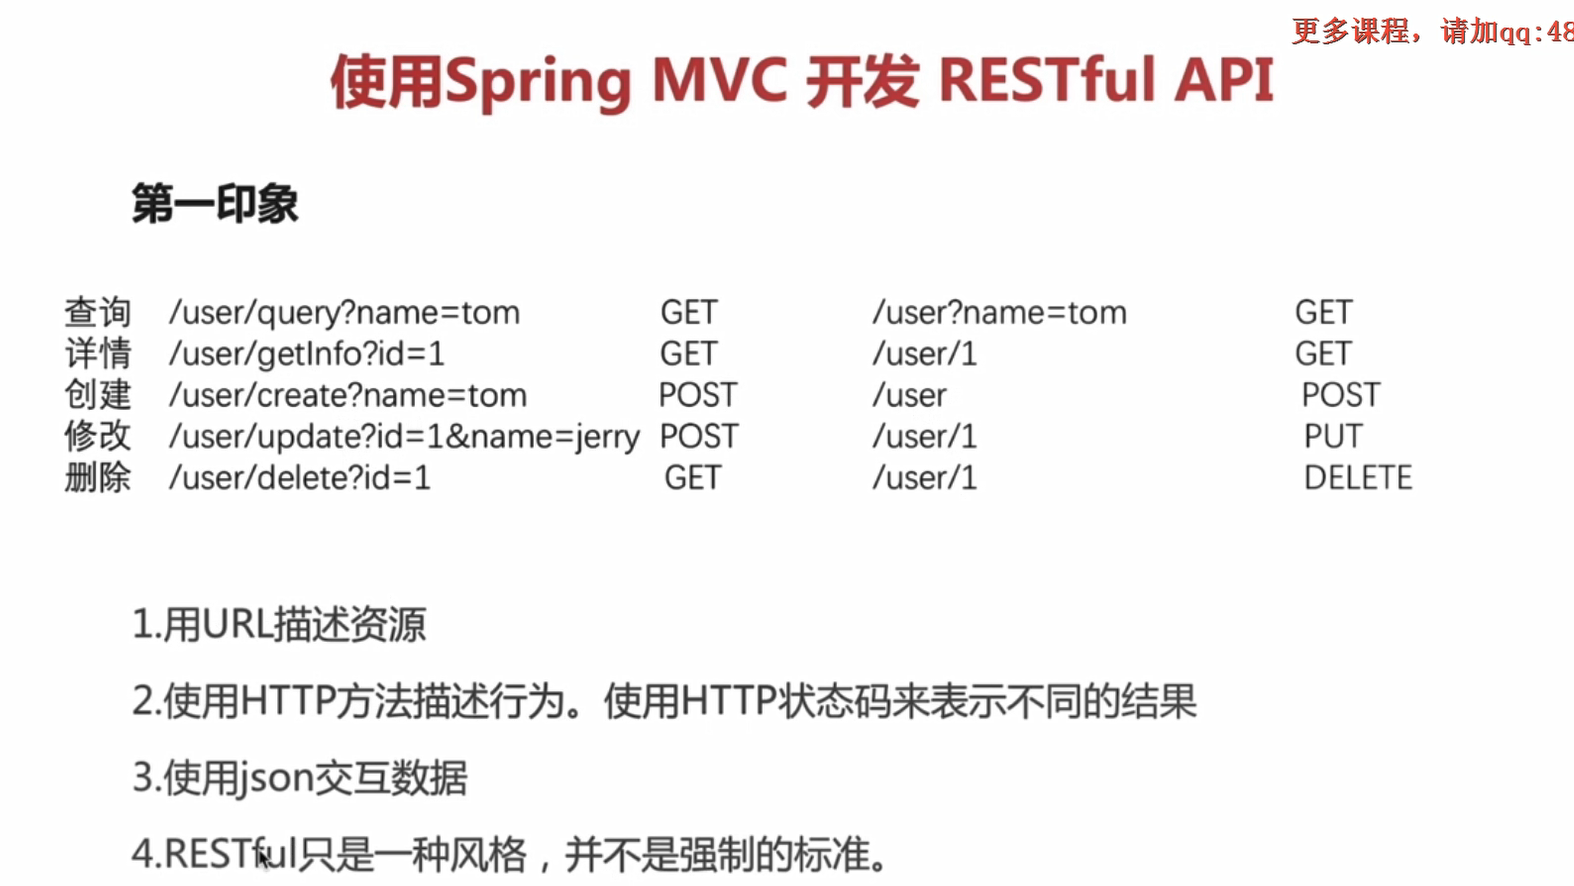 更多课程，请加qq:48
使用Spring MVC 开发 RESTful API
第一印象
查询 /user/query?name=tom GET /user?name=tom GET
详情 /user/getInfo?id=1 GET /user/1 GET
创建 /user/create?name=tom POST /user POST
修改 /user/update?id=1&name=jerry POST /user/1 PUT
删除 /user/delete?id=1 GET /user/1 DELETE
1.用URL描述资源
2.使用HTTP方法描述行为。使用HTTP状态码来表示不同的结果
3.使用json交互数据
4.RESTful只是一种风格，并不是强制的标准。